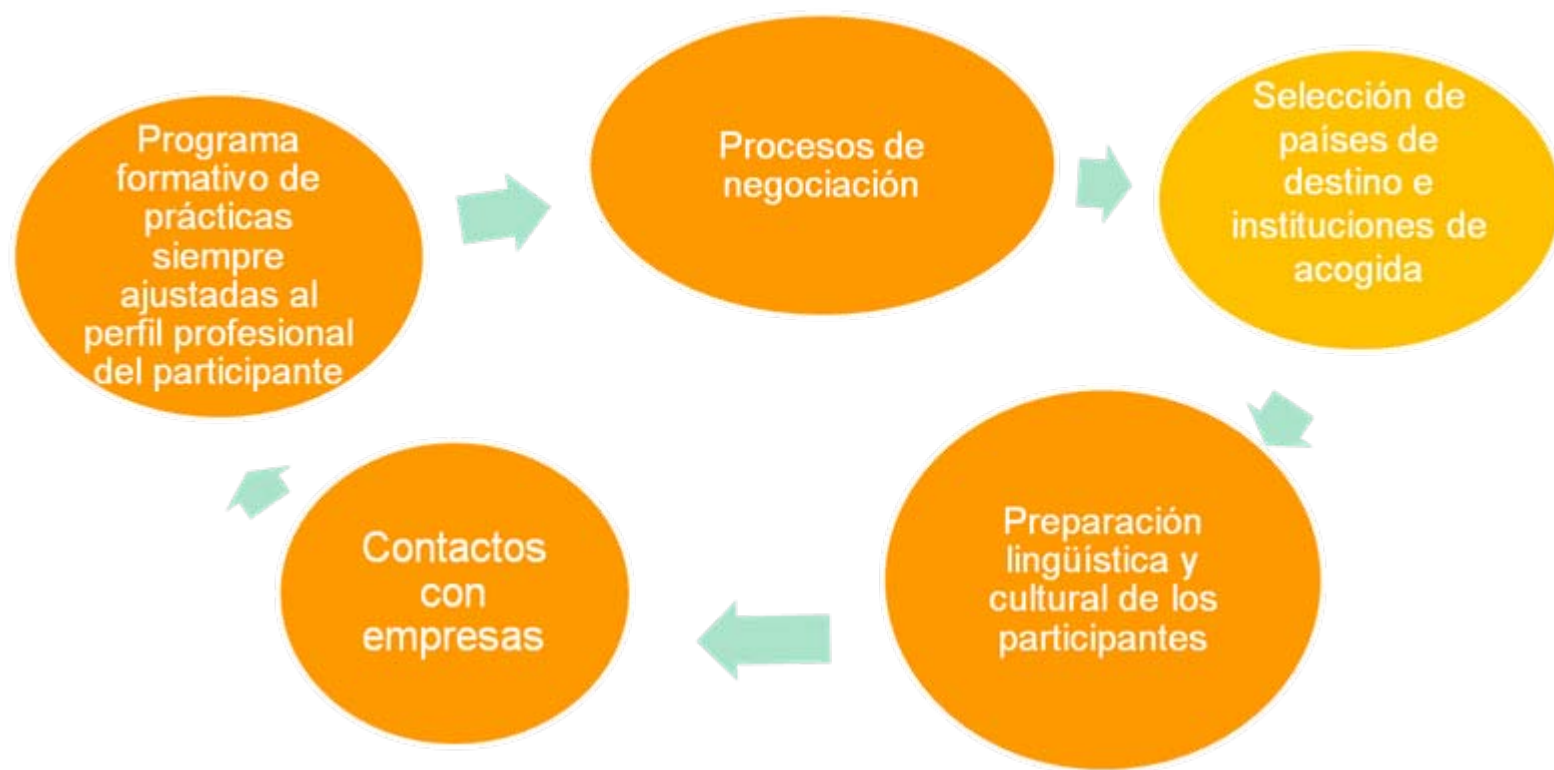 Programa
formativo de
prácticas
siempre
ajustadas al
perfil profesional
del participante
Procesos de
negociación
Selección de
países de
destino e
instituciones de
acogida
Preparación
lingüística y
cultural de los
participantes
Contactos
con
empresas